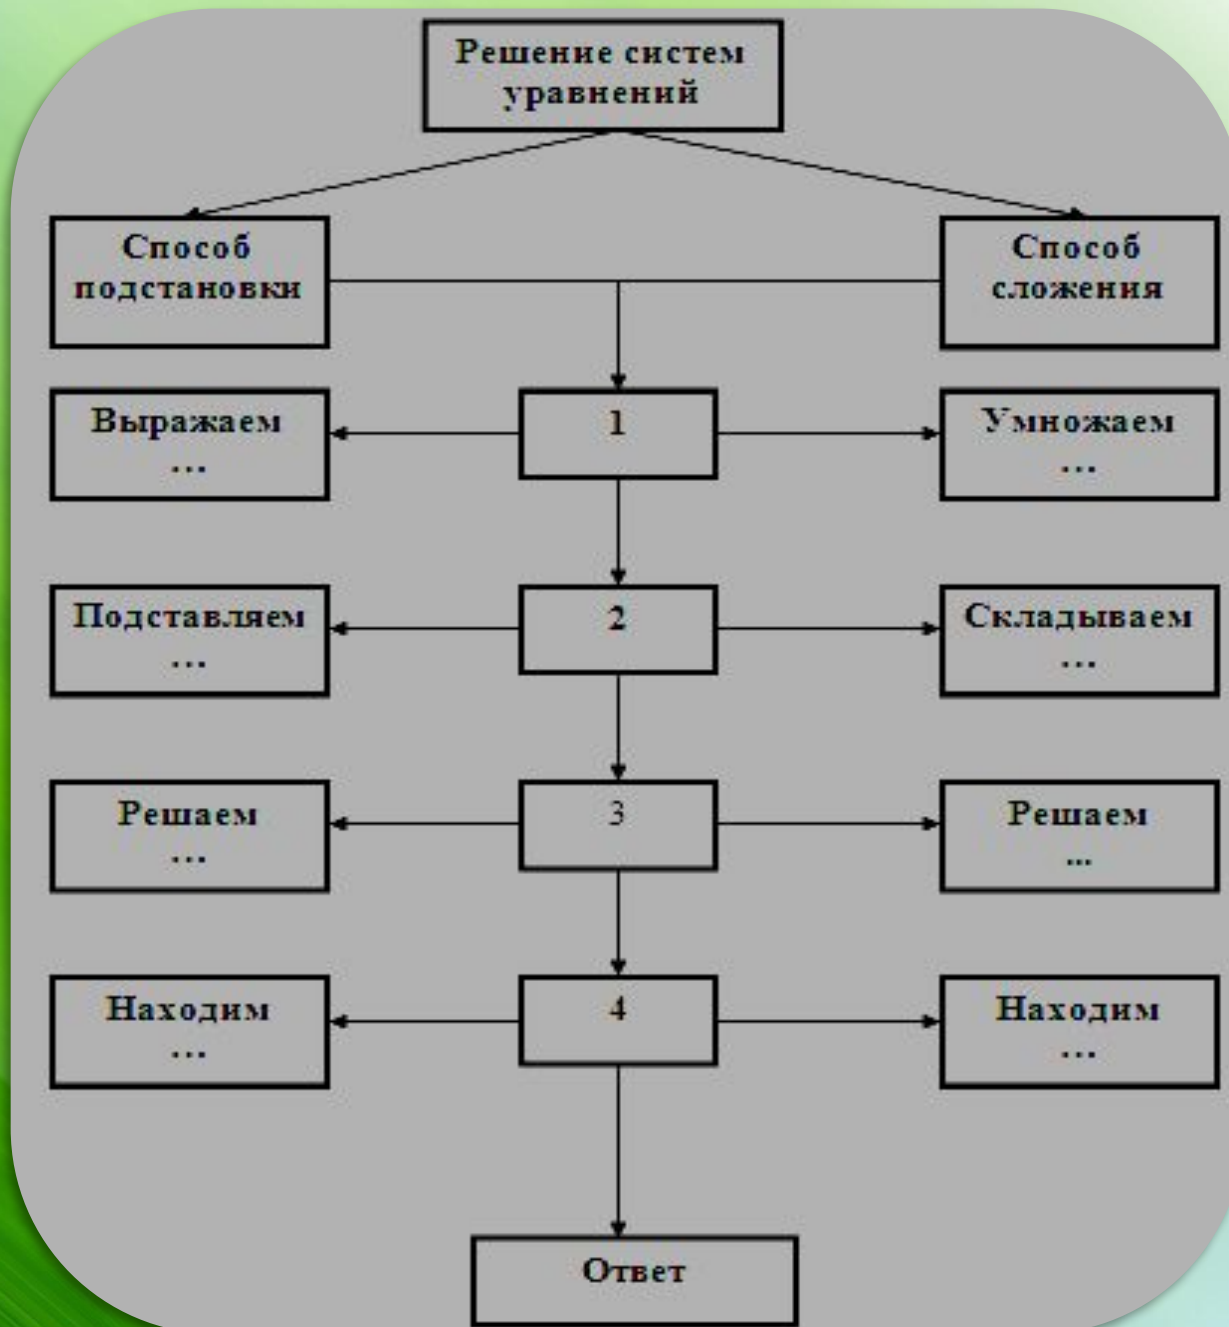 Решение систем
уравнений
Способ
подстановки
Способ
сложения
Выражаем
...
1
Умножаем
...
Подставляем
...
2
Складываем
...
Решаем
...
3
Решаем
...
Находим
...
4
Находим
...
Ответ